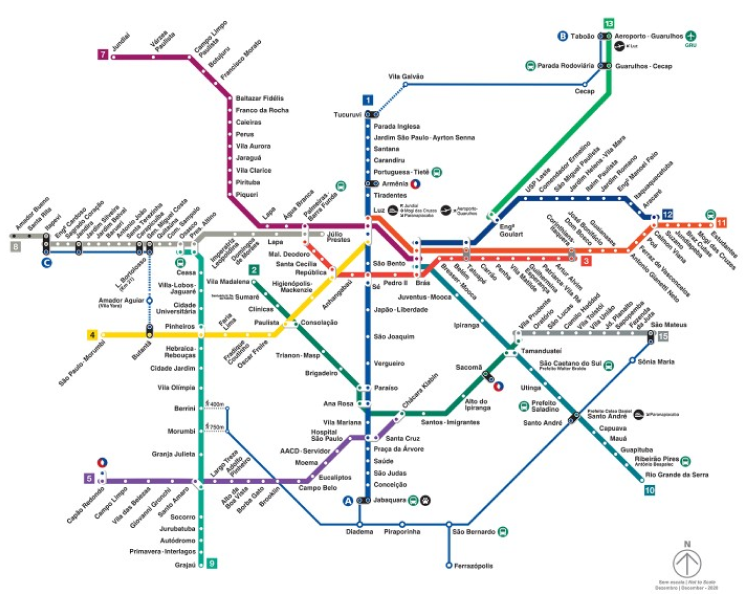 13
B
Taboão
Aeroporto - Guarulhos
GRU
Luz
7
Jundiaí
Várzea
Paulista
Campo Limpo
Paulista
Botujuru
Francisco Morato
Parada Rodoviária
Guarulhos - Cecap
Vila Galvão
Cecap
Baltazar Fidélis
Franco da Rocha
Caieiras
Perus
Vila Aurora
Jaraguá
Vila Clarice
Pirituba
Piqueri
1
Tucuruvi
Parada Inglesa
Jardim São Paulo - Ayrton Senna
Santana
Carandiru
Portuguesa - Tietê
Armênia
Tiradentes
Luz
Aeroporto -
Guarulhos
USP Leste
Comendador Ermelino
São Miguel Paulista
Jardim Helena - Vila Mara
Itaim Paulista
Jardim Romano
Engº Manoel Feio
Itaquaquecetuba
Aracaré
12
11
Engº
Goulart
Lapa
Água Branca
Palmeiras -
Barra Funda
Amador Bueno
Santa Rita
Itapevi
Engº Cardoso
Sagrado Coração
Jandira
Jardim Silveira
Jardim Belval
Barueri
Antônio João
Santa Terezinha
Carapicuíba
Gen. Miguel Costa
Quitaúna
Com. Sampaio
Osasco
Pres. Altino
8
C
Imperatriz
Leopoldina
Domingos
de Moraes
Lapa
Júlio
Prestes
Mal. Deodoro
Santa Cecília
República
Higienópolis -
Mackenzie
Anhangabaú
São Bento
Sé
Pedro II
Brás
Bresser - Mooca
Belém
Tatuapé
Carrão
Penha
Vila Matilde
Guilhermina -
Esperança
Patriarca - Vila Ré
Artur Alvim
Corinthians -
Itaquera
Dom Bosco
José Bonifácio
Guaianases
3
Antonio Gianetti Neto
Ferraz de Vasconcelos
Poá
Calmon Viana
Suzano
Jundiapeba
Braz Cubas
Mogi das Cruzes
Estudantes
Ceasa
Villa-Lobos -
Jaguaré
Cidade
Universitária
Pinheiros
Hebraica -
Rebouças
Cidade Jardim
Vila Olímpia
Berrini
400m
Morumbi
750m
Granja Julieta
Bortolosso
Amador Aguiar
(Vila Yara)
Butantã
4
São Paulo - Morumbi
Faria
Lima
Fradique
Coutinho
Oscar Freire
2
Vila Madalena
Sumaré
Clínicas
Paulista
Consolação
Trianon - Masp
Brigadeiro
Paraíso
Ana Rosa
Vila Mariana
Santa Cruz
Praça da Árvore
Saúde
São Judas
Conceição
A
Jabaquara
Japão - Liberdade
São Joaquim
Vergueiro
Juventus - Mooca
Ipiranga
Tamanduateí
Sacomã
Alto do
Ipiranga
Santos - Imigrantes
Chácara Klabin
Vila Prudente
Oratório
São Lucas
Camilo Haddad
Vila Tolstói
Vila União
Jd. Planalto
Sapopemba
Fazenda
da Juta
São Mateus
15
Sônia Maria
São Caetano do Sul
Prefeito Walter Braido
Utinga
Prefeito
Saladino
Santo André
Prefeito Celso Daniel
Santo André
Paranapiacaba
Capuava
Mauá
Guapituba
Ribeirão Pires
Antônio Bespalec
Rio Grande da Serra
10
Hospital
São Paulo
AACD - Servidor
Moema
Eucaliptos
Campo Belo
Brooklin
Borba Gato
Alto da
Boa Vista
Adolfo
Pinheiro
Largo Treze
Santo Amaro
Giovanni Gronchi
Vila das Belezas
Campo Limpo
Capão Redondo
5
Socorro
Jurubatuba
Autódromo
Primavera - Interlagos
Grajaú
9
Diadema
Piraporinha
São Bernardo
Ferrazópolis
N